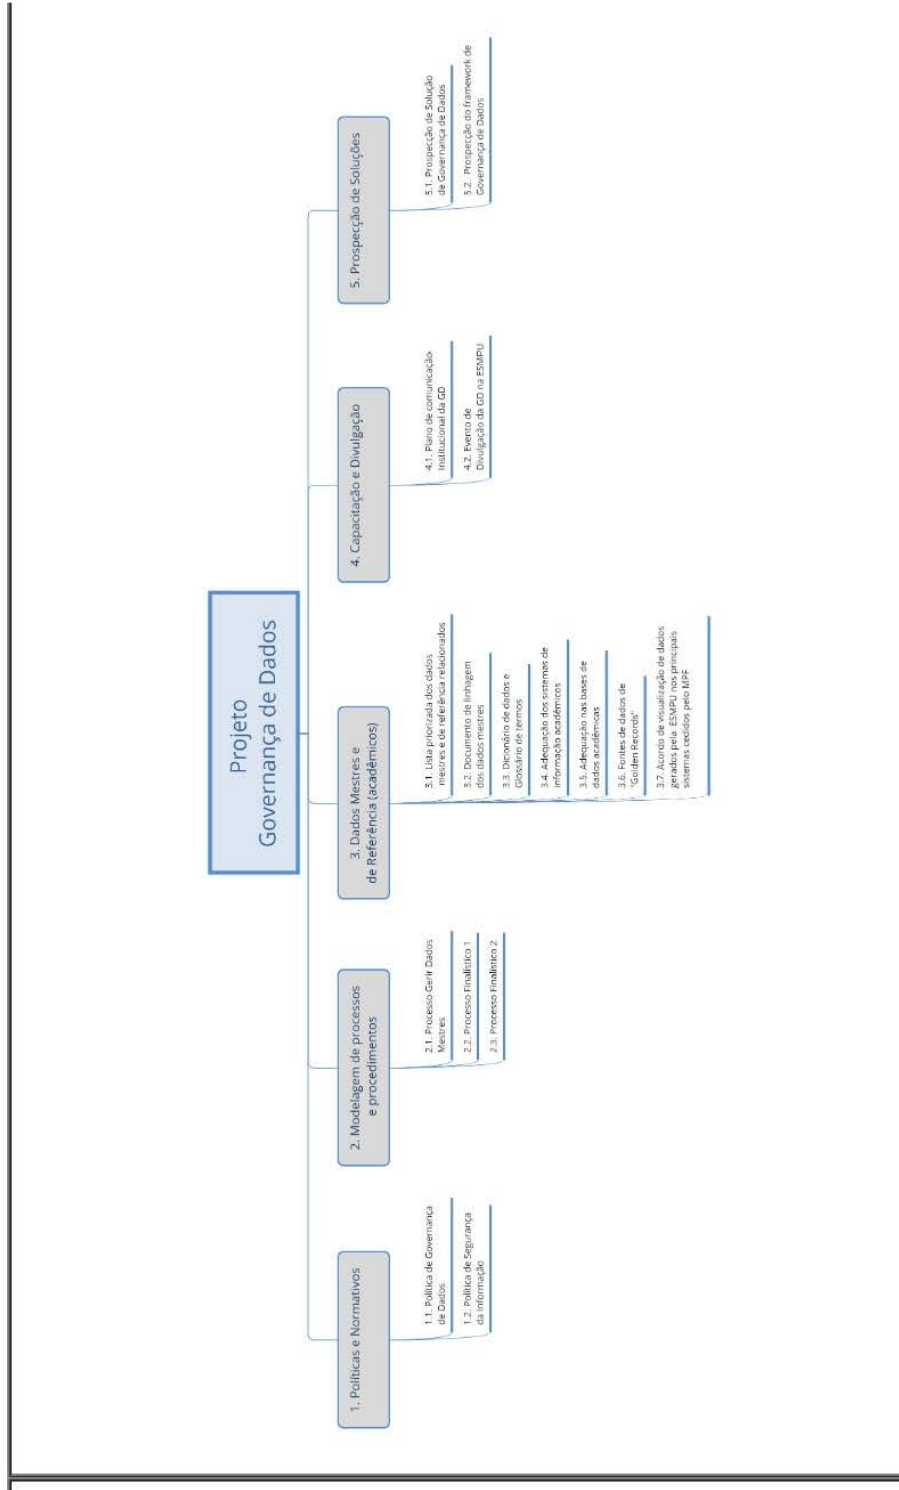 Projeto
Governança de Dados
1. Políticas e Normativos
1.1. Política de Governança
de Dados
1.2. Política de Segurança
da Informação
2. Modelagem de processos
e procedimentos
2.1. Processo Gerir Dados
Mestres
2.2. Processo Finalístico 1
2.3. Processo Finalístico 2
3. Dados Mestres e
de Referência (acadêmicos)
3.1. Lista priorizada dos dados
mestres e de referência relacionados
3.2. Documento de linhagem
dos dados mestres
3.3. Dicionário de dados e
Glossário de termos
3.4. Adequação dos sistemas de
informação acadêmicos
3.5. Adequação nas bases de
dados acadêmicas
3.6. Fontes de dados de
"Golden Records"
3.7. Acordo de visualização de dados
gerados pela ESMPU nos principais
sistemas cedidos pelo MPF
4. Capacitação e Divulgação
4.1. Plano de comunicação
Institucional da GD
4.2. Evento de
Divulgação da GD na ESMPU
5. Prospecção de Soluções
5.1. Prospecção de Solução
de Governança de Dados
5.2. Prospecção do framework de
Governança de Dados